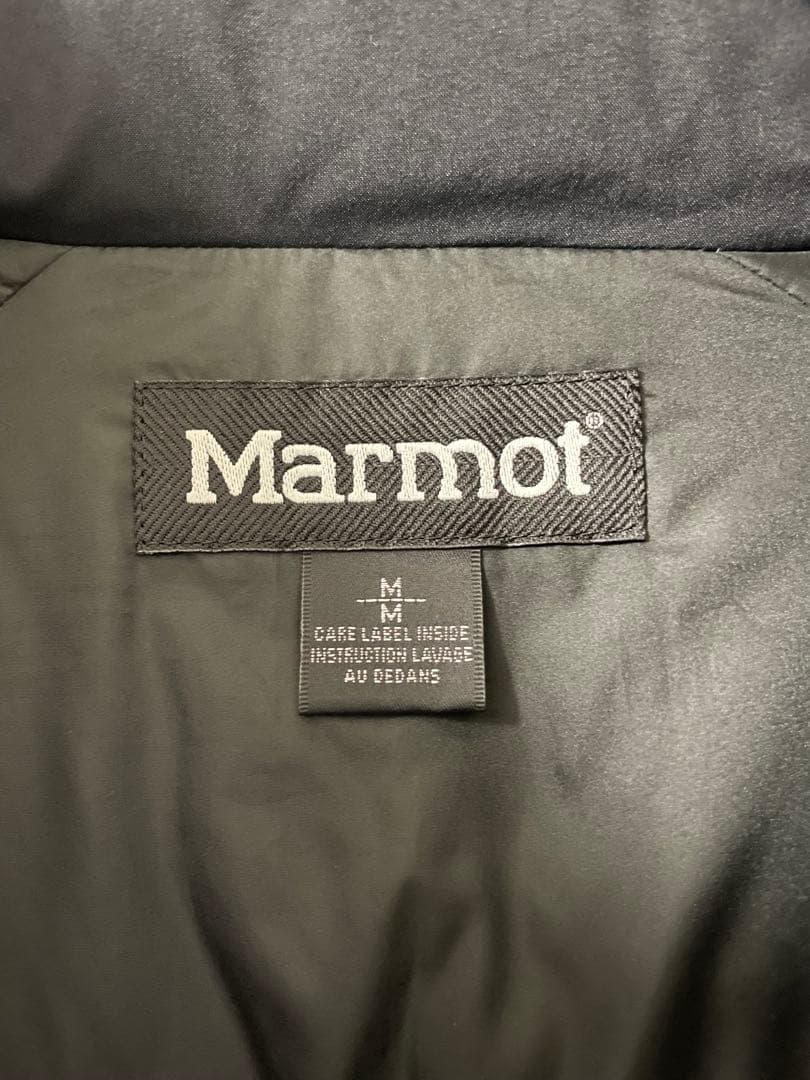 Marmot®
M
M
CARE LABEL INSIDE
INSTRUCTION LAVAGE
AU DEDANS